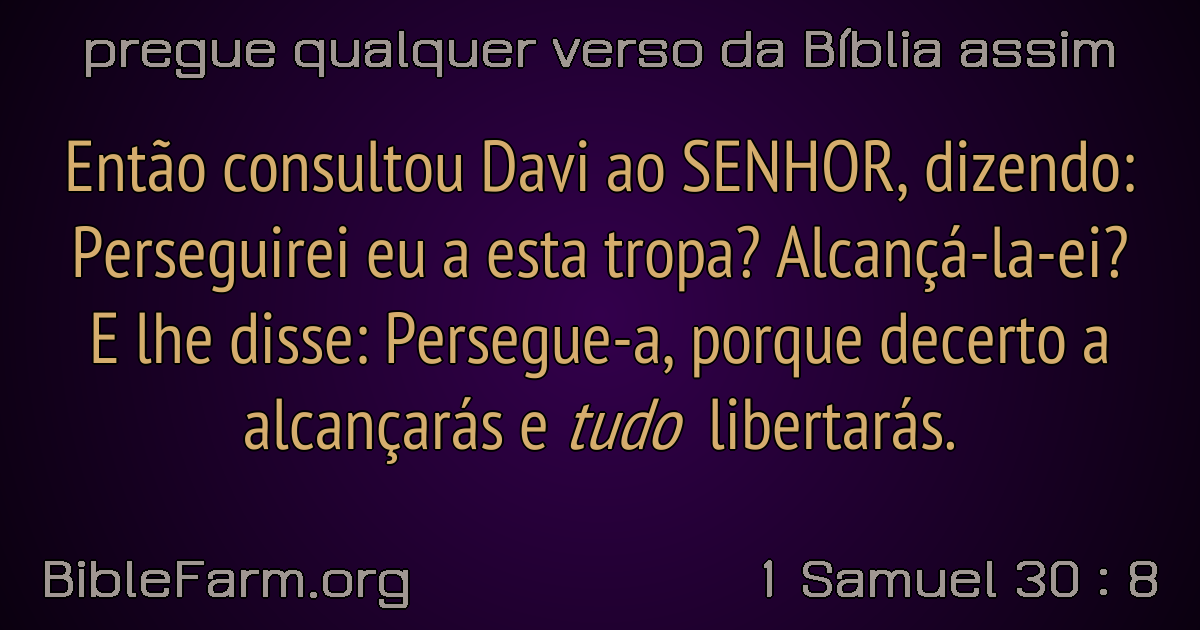 pregue qualquer verso da Bíblia assim
Então consultou Davi ao SENHOR, dizendo:
Perseguirei eu a esta tropa? Alcançá-la-ei?
E lhe disse: Persegue-a, porque decerto a
alcançarás e tudo libertarás.
BibleFarm.org
1 Samuel 30 : 8